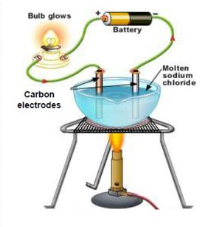 Bulb glows
+
−
Battery
Molten
sodium
chloride
Carbon
electrodes